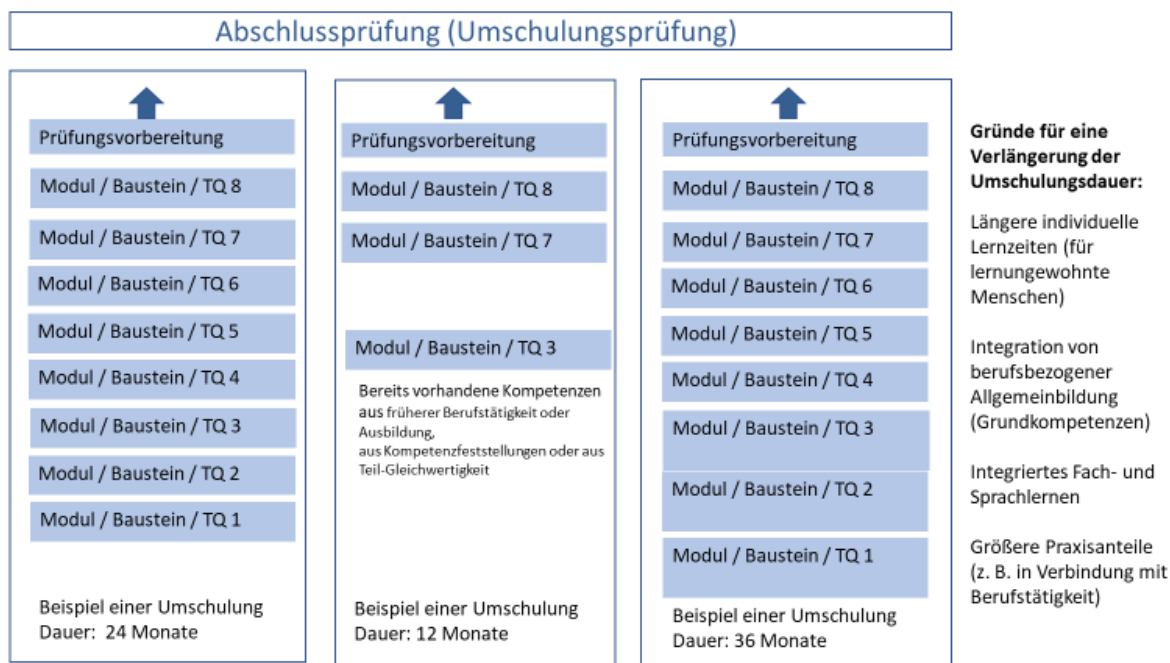 Abschlussprüfung (Umschulungsprüfung)
Prüfungsvorbereitung
Modul / Baustein / TQ 8
Modul / Baustein / TQ 7
Modul / Baustein / TQ 6
Modul / Baustein / TQ 5
Modul / Baustein / TQ 4
Modul / Baustein / TQ 3
Modul / Baustein / TQ 2
Modul / Baustein / TQ 1
Beispiel einer Umschulung
Dauer: 24 Monate
Prüfungsvorbereitung
Modul / Baustein / TQ 8
Modul / Baustein / TQ 7
Modul / Baustein / TQ 3
Bereits vorhandene Kompetenzen
aus früherer Berufstätigkeit oder
Ausbildung,
aus Kompetenzfeststellungen oder aus
Teil-Gleichwertigkeit
Beispiel einer Umschulung
Dauer: 12 Monate
Prüfungsvorbereitung
Modul / Baustein / TQ 8
Modul / Baustein / TQ 7
Modul / Baustein / TQ 6
Modul / Baustein / TQ 5
Modul / Baustein / TQ 4
Modul / Baustein / TQ 3
Modul / Baustein / TQ 2
Modul / Baustein / TQ 1
Beispiel einer Umschulung
Dauer: 36 Monate
Gründe für eine
Verlängerung der
Umschulungsdauer:
Längere individuelle
Lernzeiten (für
lernungewohnte
Menschen)
Integration von
berufsbezogener
Allgemeinbildung
(Grundkompetenzen)
Integriertes Fach- und
Sprachlernen
Größere Praxisanteile
(z. B. in Verbindung mit
Berufstätigkeit)